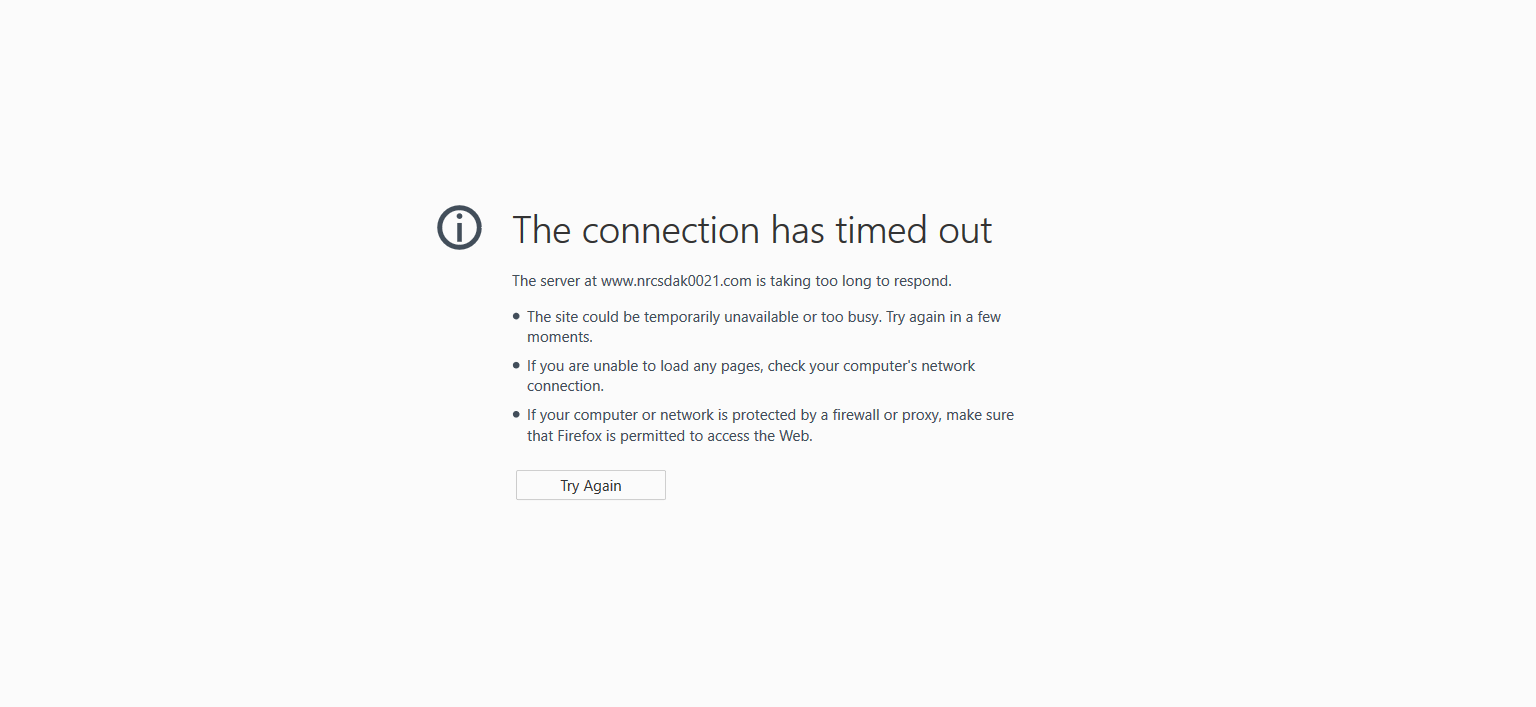 The connection has timed out
The server at www.nrcsdak0021.com is taking too long to respond.
• The site could be temporarily unavailable or too busy. Try again in a few
moments.
• If you are unable to load any pages, check your computer's network
connection.
• If your computer or network is protected by a firewall or proxy, make sure
that Firefox is permitted to access the Web.
Try Again